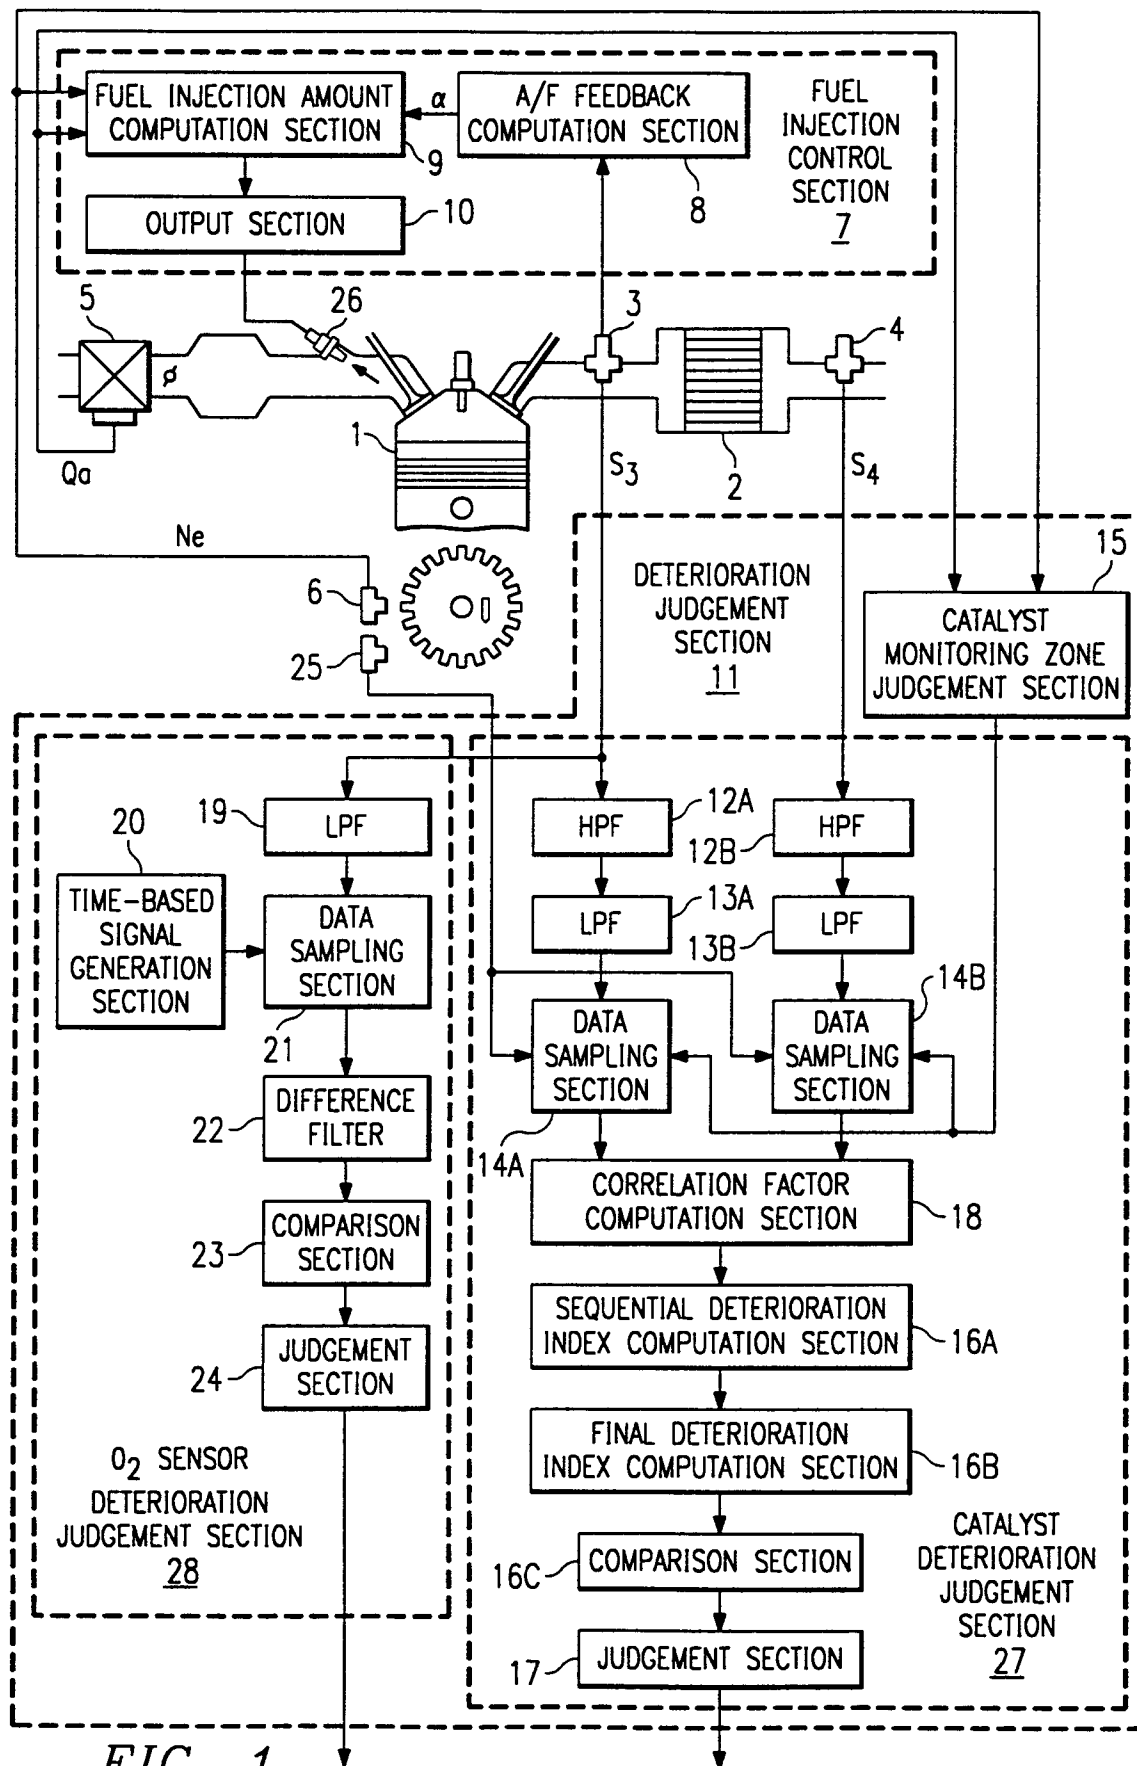 FUEL INJECTION AMOUNT
COMPUTATION SECTION
9
α
A/F FEEDBACK
COMPUTATION SECTION
8
FUEL
INJECTION
CONTROL
SECTION
7
OUTPUT SECTION
10
5
26
3
4
φ
1
2
Qa
S3
S4
Ne
6
25
DETERIORATION
JUDGEMENT
SECTION
11
15
CATALYST
MONITORING ZONE
JUDGEMENT SECTION
19
LPF
20
TIME-BASED
SIGNAL
GENERATION
SECTION
DATA
SAMPLING
SECTION
21
DIFFERENCE
FILTER
22
COMPARISON
SECTION
23
JUDGEMENT
SECTION
24
O2 SENSOR
DETERIORATION
JUDGEMENT SECTION
28
HPF
12A
HPF
12B
LPF
13A
LPF
13B
DATA
SAMPLING
SECTION
14A
DATA
SAMPLING
SECTION
14B
CORRELATION FACTOR
COMPUTATION SECTION
18
SEQUENTIAL DETERIORATION
INDEX COMPUTATION SECTION
16A
FINAL DETERIORATION
INDEX COMPUTATION SECTION
16B
COMPARISON SECTION
16C
JUDGEMENT SECTION
17
CATALYST
DETERIORATION
JUDGEMENT
SECTION
27
FIG. 1